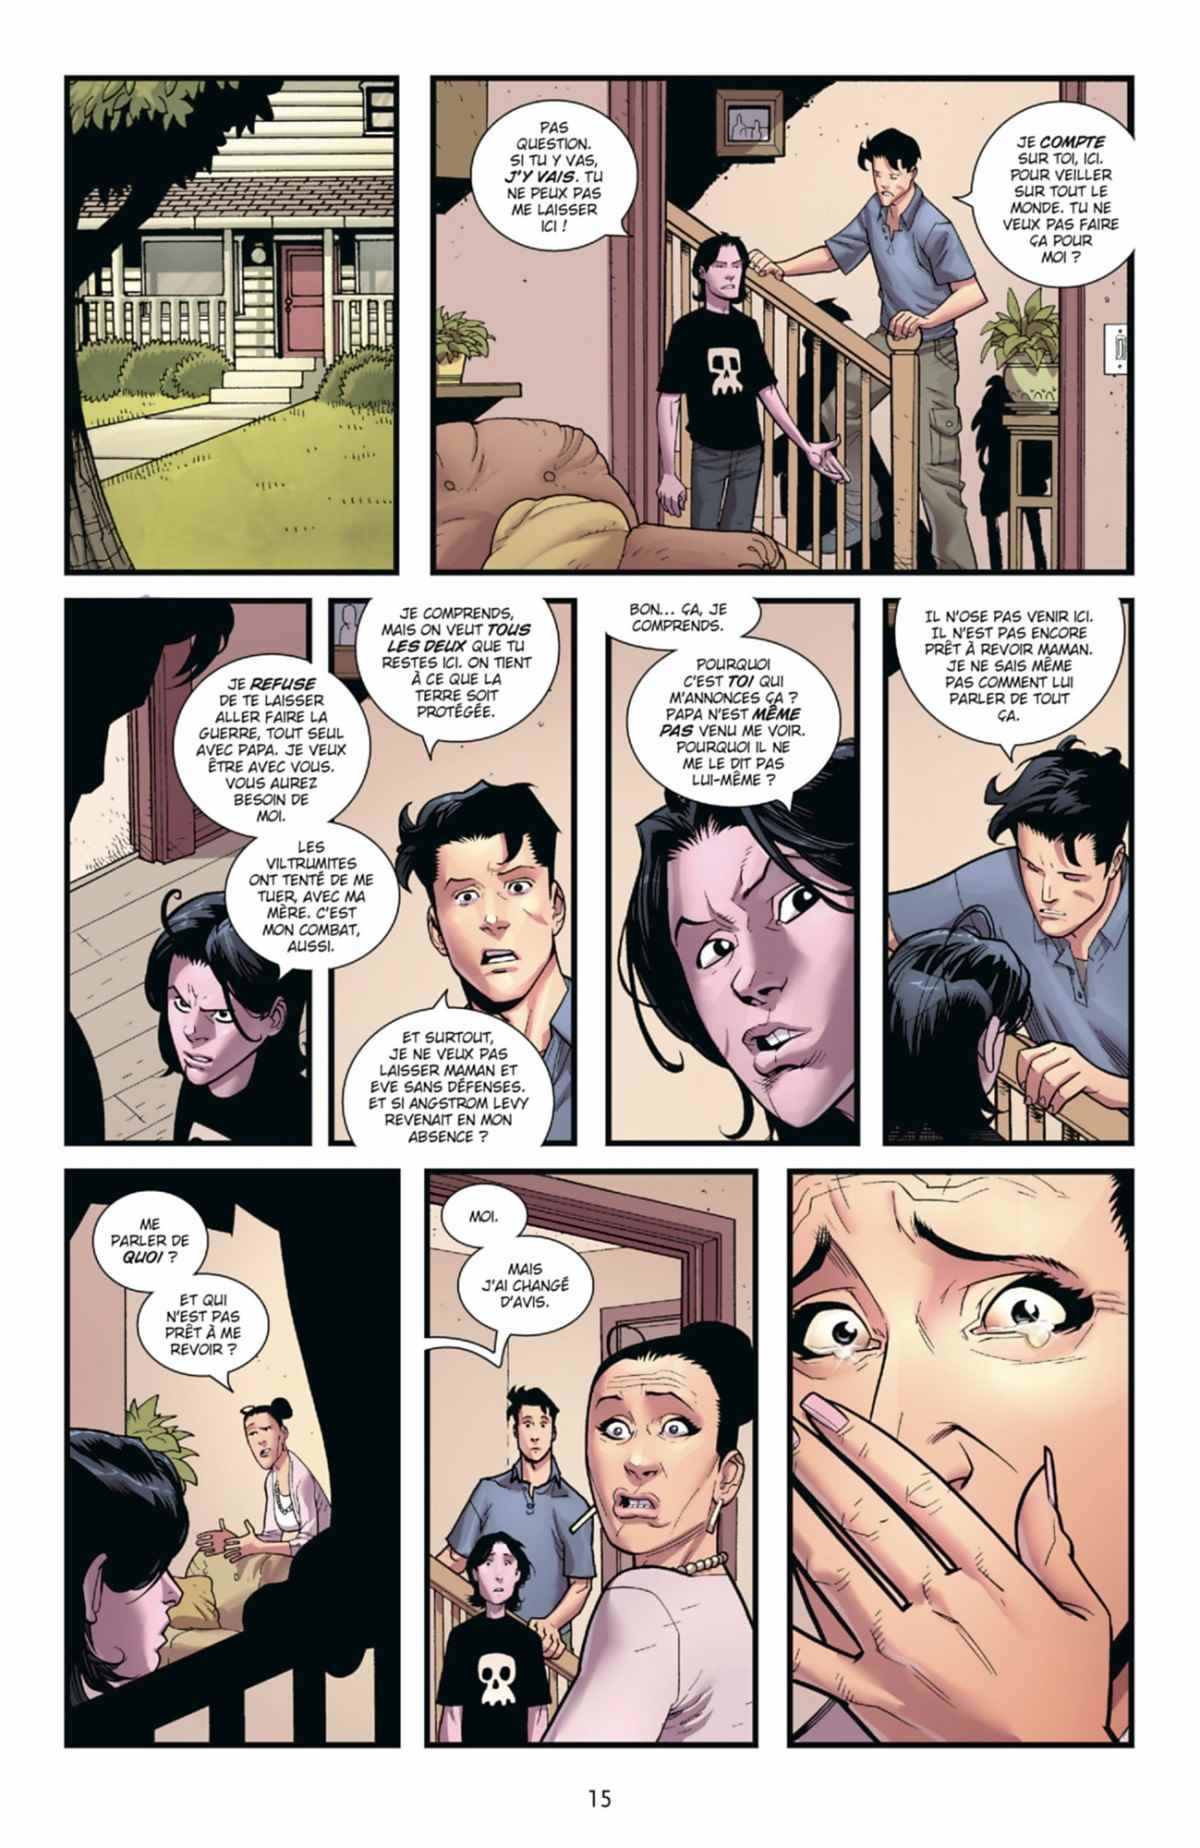 PAS
QUESTION.
SI TU Y VAS,
J'Y VAIS. TU
NE PEUX PAS
ME LAISSER
ICI !
JE COMPTE
SUR TOI, ICI.
POUR VEILLER
SUR TOUT LE
MONDE. TU NE
VEUX PAS FAIRE
ÇA POUR
MOI ?
JE REFUSE
DE TE LAISSER
ALLER FAIRE LA
GUERRE, TOUT SEUL
AVEC PAPA. JE VEUX
ÊTRE AVEC VOUS.
VOUS AUREZ
BESOIN DE
MOI.
LES
VILTRUMITES
ONT TENTÉ DE ME
TUER, AVEC MA
MÈRE. C'EST
MON COMBAT,
AUSSI.
JE COMPRENDS,
MAIS ON VEUT TOUS
LES DEUX QUE TU
RESTES ICI. ON TIENT
À CE QUE LA
TERRE SOIT
PROTÉGÉE.
ET SURTOUT,
JE NE VEUX PAS
LAISSER MAMAN ET
EVE SANS DÉFENSES.
ET SI ANGSTROM LEVY
REVENAIT EN MON
ABSENCE ?
BON... ÇA, JE
COMPRENDS.
POURQUOI
C'EST TOI QUI
M'ANNONCES ÇA ?
PAPA N'EST MÊME
PAS VENU ME VOIR.
POURQUOI IL NE
ME LE DIT PAS
LUI-MÊME ?
IL N'OSE PAS VENIR ICI.
IL N'EST PAS ENCORE
PRÊT À REVOIR MAMAN.
JE NE SAIS MÊME
PAS COMMENT LUI
PARLER DE TOUT
ÇA.
ME
PARLER DE
QUOI ?
ET QUI
N'EST PAS
PRÊT À ME
REVOIR ?
MOI.
MAIS
J'AI CHANGÉ
D'AVIS.
15